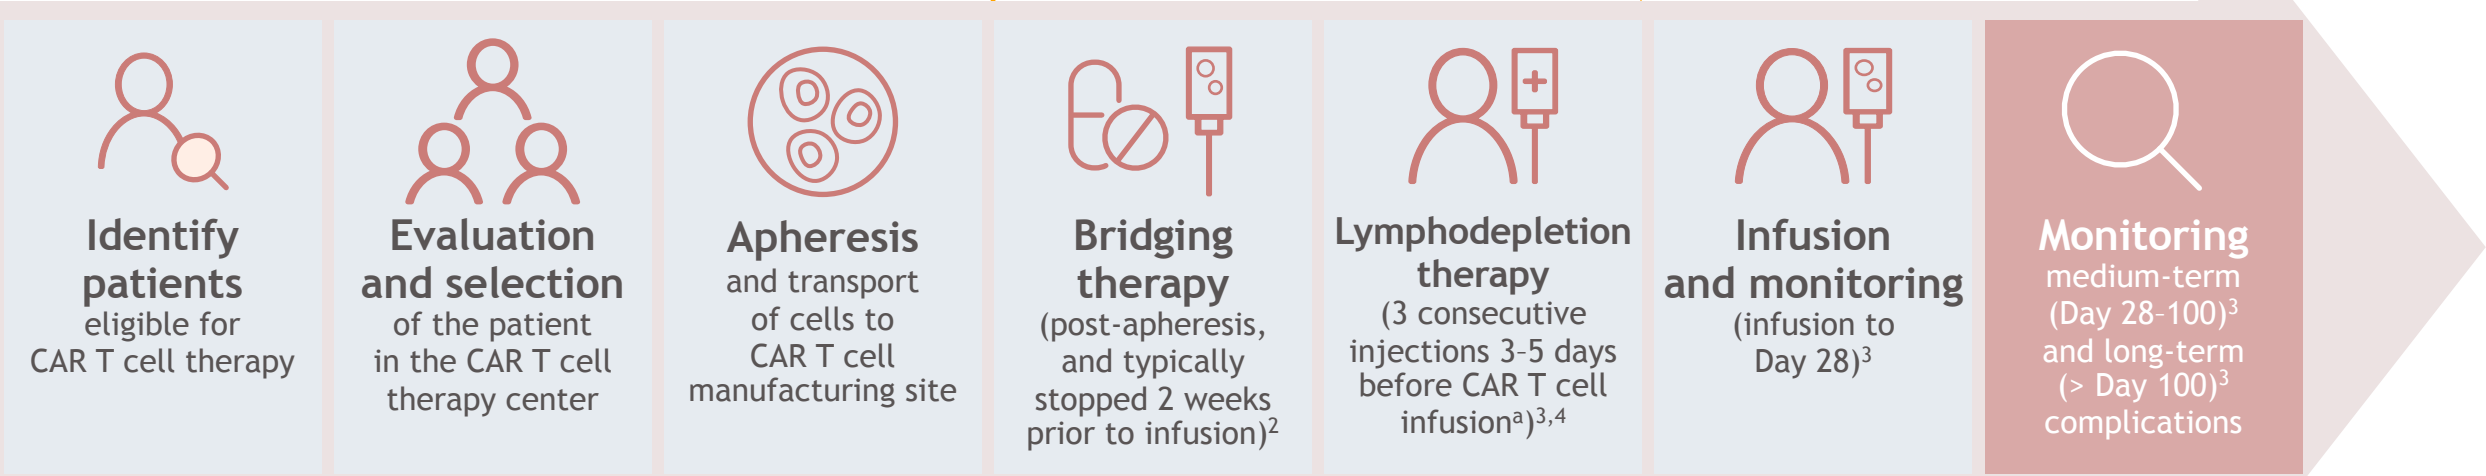 Identify
patients
eligible for
CAR T cell therapy
Evaluation
and selection
of the patient
in the CAR T cell
therapy center
Apheresis
and transport
of cells to
CAR T cell
manufacturing site
Bridging
therapy
(post-apheresis,
and typically
stopped 2 weeks
prior to infusion)²
Lymphodepletion
therapy
(3 consecutive
injections 3–5 days
before CAR T cell
infusionᵃ)³,⁴
Infusion
and monitoring
(infusion to
Day 28)³
Monitoring
medium-term
(Day 28–100)³
and long-term
(> Day 100)³
complications